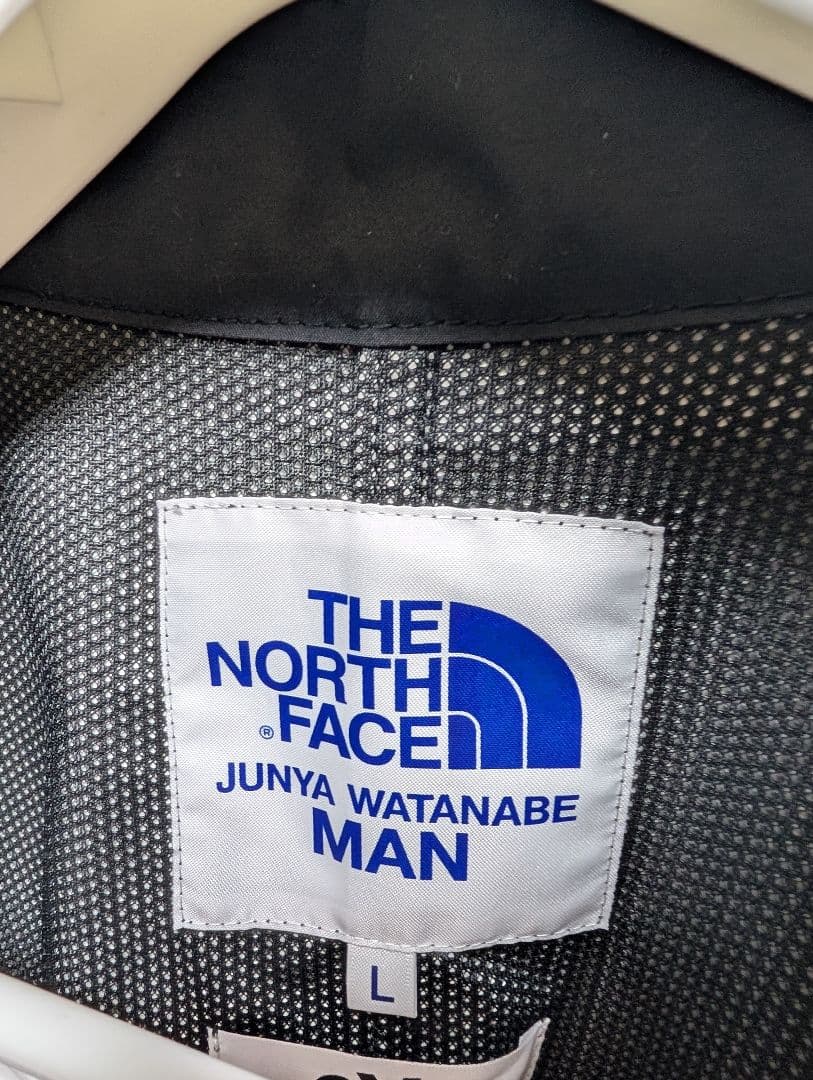 THE
NORTH
® FACE
JUNYA WATANABE
MAN
L